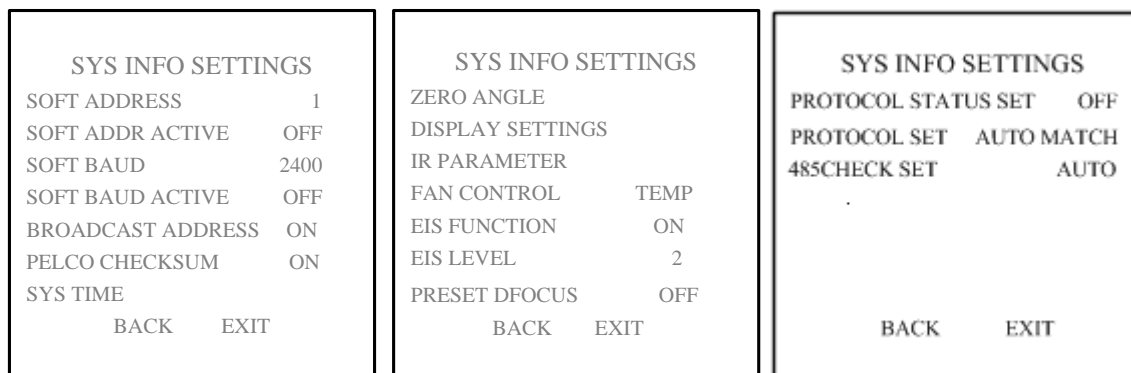 SYS INFO SETTINGS
SOFT ADDRESS 1
SOFT ADDR ACTIVE OFF
SOFT BAUD 2400
SOFT BAUD ACTIVE OFF
BROADCAST ADDRESS ON
PELCO CHECKSUM ON
SYS TIME
BACK EXIT
SYS INFO SETTINGS
ZERO ANGLE
DISPLAY SETTINGS
IR PARAMETER
FAN CONTROL TEMP
EIS FUNCTION ON
EIS LEVEL 2
PRESET DFOCUS OFF
BACK EXIT
SYS INFO SETTINGS
PROTOCOL STATUS SET OFF
PROTOCOL SET AUTO MATCH
485CHECK SET AUTO
.
BACK EXIT